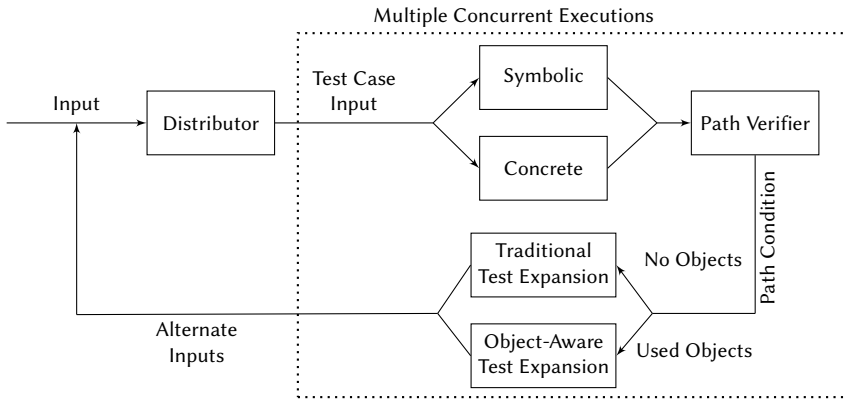 Multiple Concurrent Executions
Input
Distributor
Test Case
Input
Symbolic
Concrete
Path Verifier
Path Condition
No Objects
Used Objects
Traditional
Test Expansion
Object-Aware
Test Expansion
Alternate
Inputs